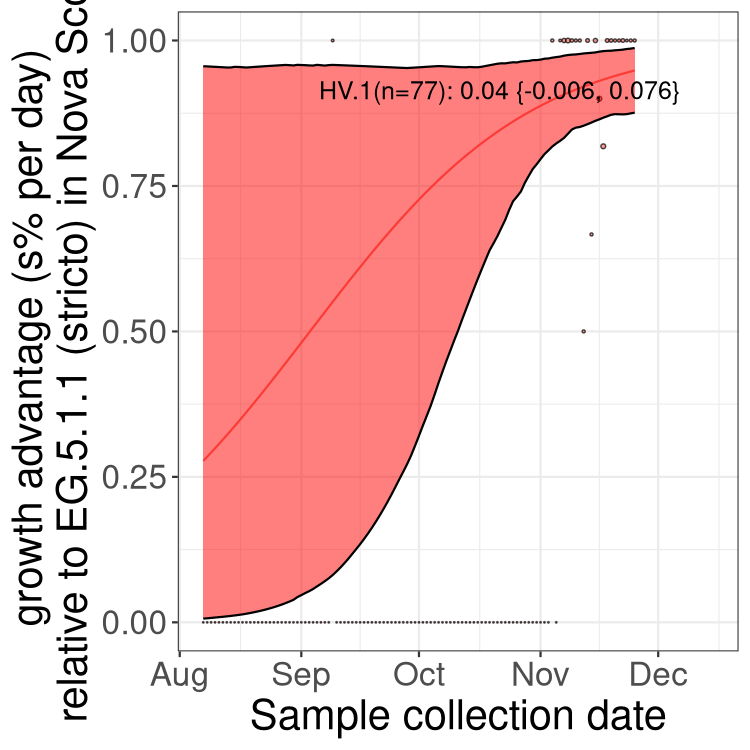 growth advantage (s% per day)
relative to EG.5.1.1 (stricto) in Nova Sco
1.00
0.75
0.50
0.25
0.00
HV.1(n=77): 0.04 {-0.006, 0.076}
Aug Sep Oct Nov Dec
Sample collection date